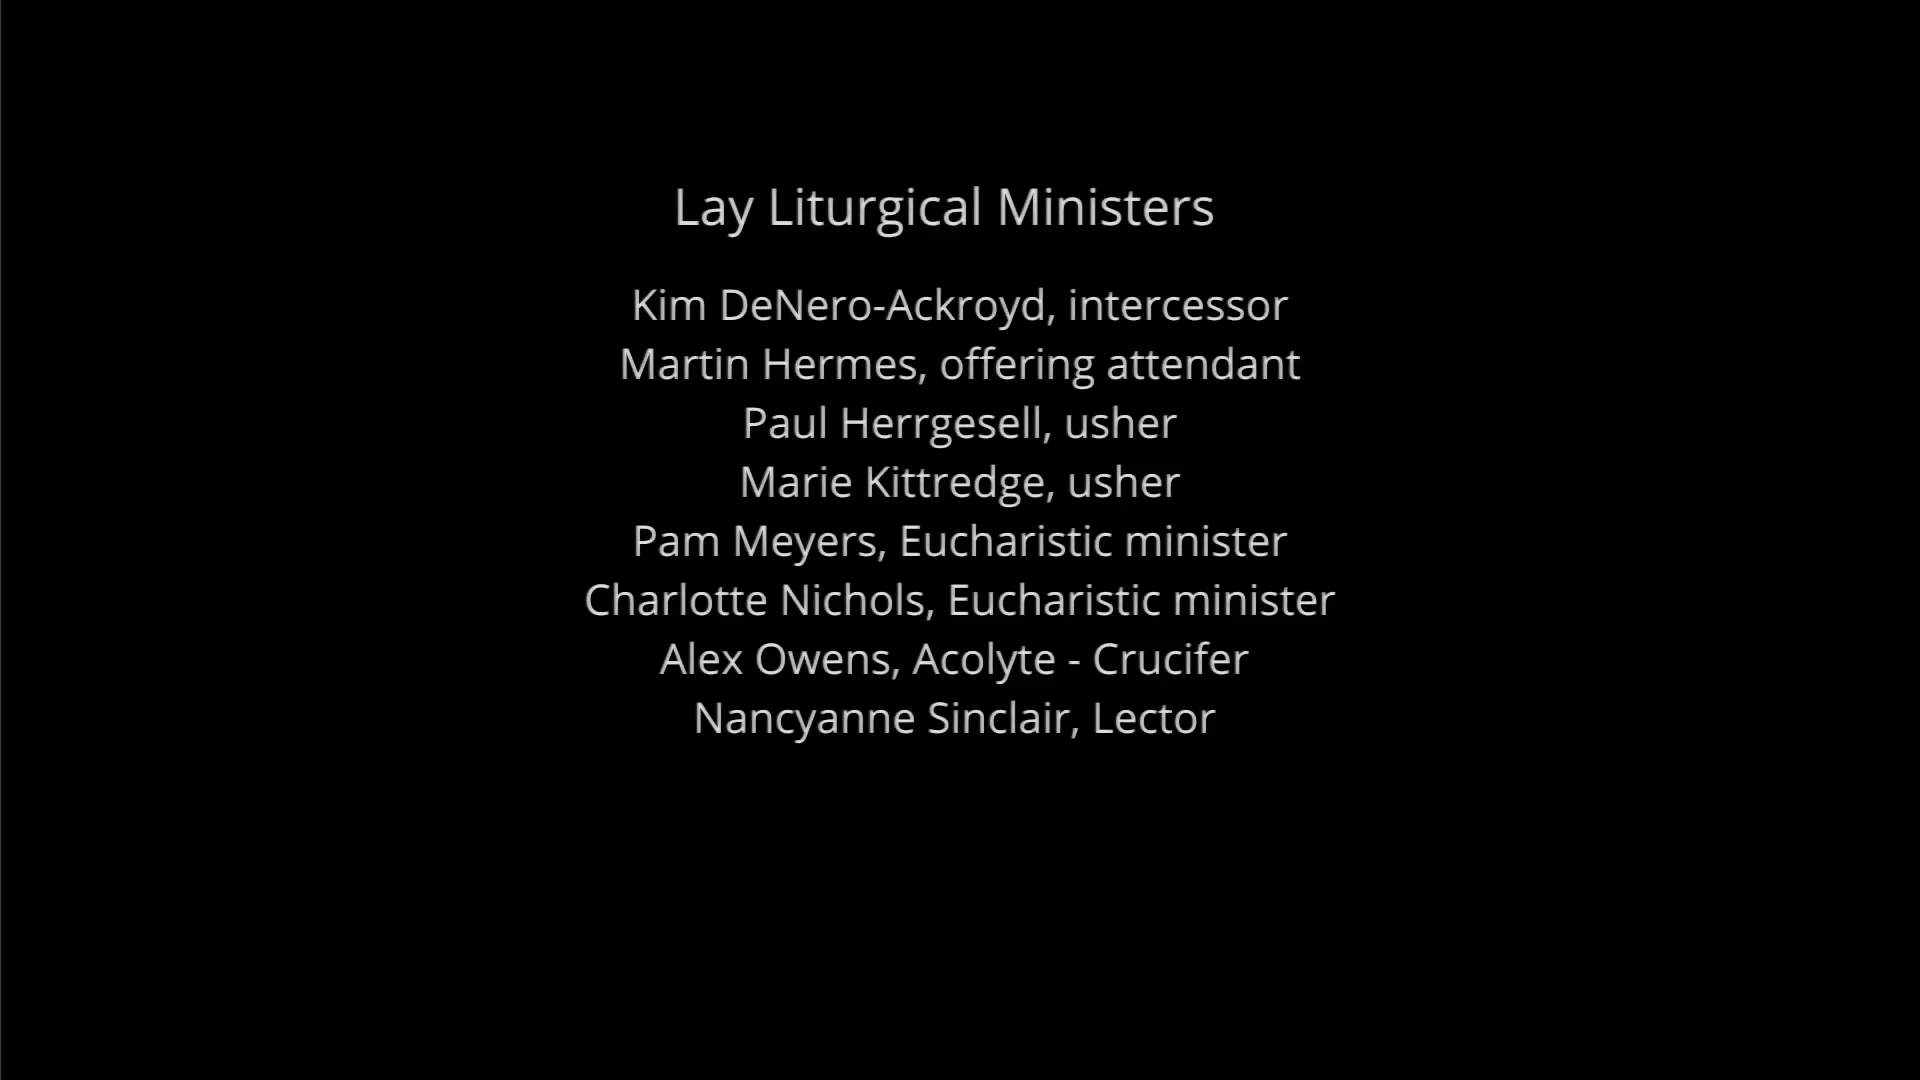 Lay Liturgical Ministers
Kim DeNero-Ackroyd, intercessor
Martin Hermes, offering attendant
Paul Herrgesell, usher
Marie Kittredge, usher
Pam Meyers, Eucharistic minister
Charlotte Nichols, Eucharistic minister
Alex Owens, Acolyte - Crucifer
Nancyanne Sinclair, Lector